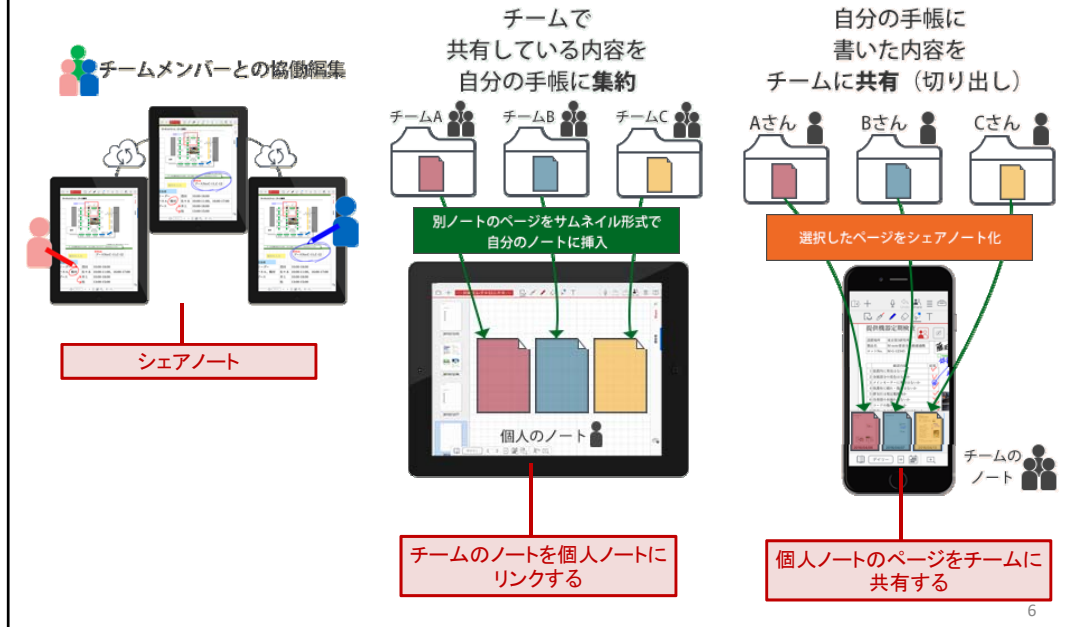 チームメンバーとの協働編集
シェアノート
チームで
共有している内容を
自分の手帳に集約
チームA
チームB
チームC
別ノートのページをサムネイル形式で
自分のノートに挿入
個人のノート
チームのノートを個人ノートに
リンクする
自分の手帳に
書いた内容を
チームに共有（切り出し）
Aさん
Bさん
Cさん
選択したページをシェアノート化
チームの
ノート
個人ノートのページをチームに
共有する
6